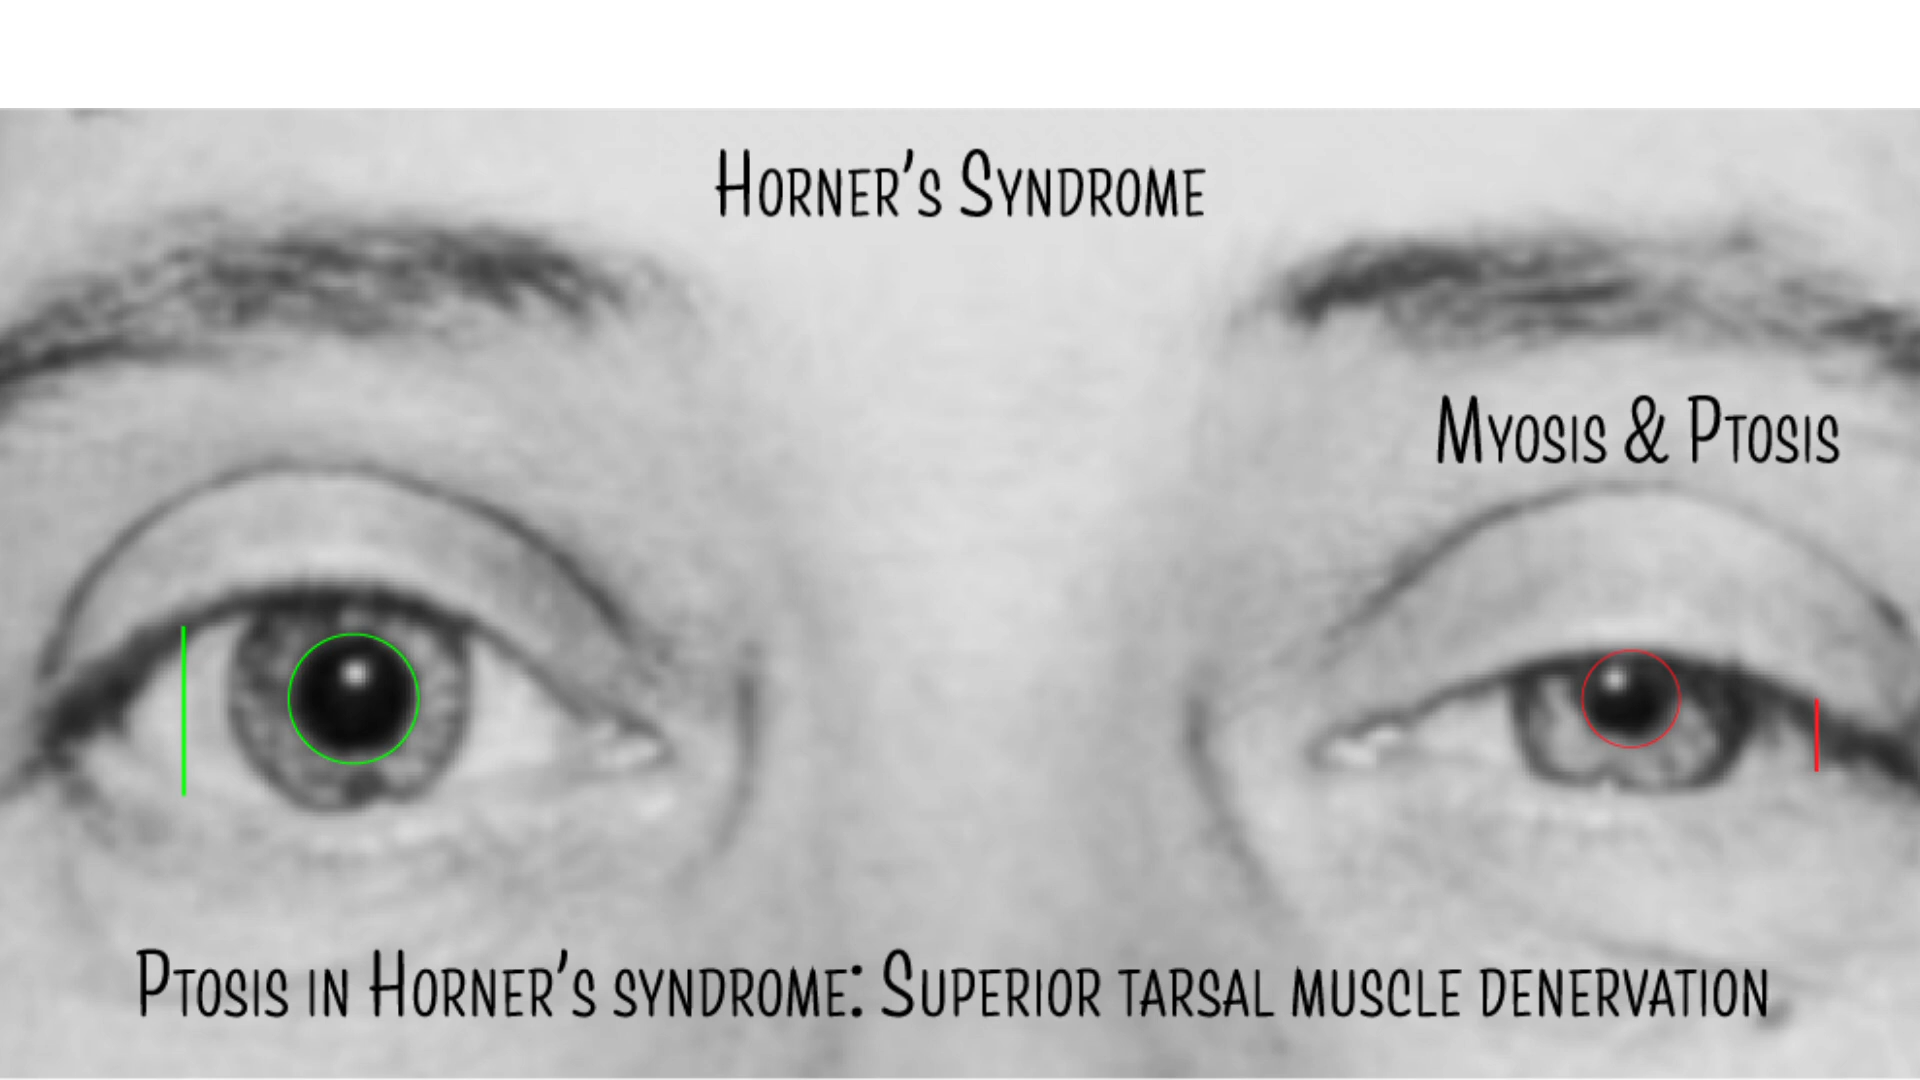 Horner's Syndrome
Myosis & Ptosis
Ptosis in Horner's syndrome: Superior tarsal muscle denervation